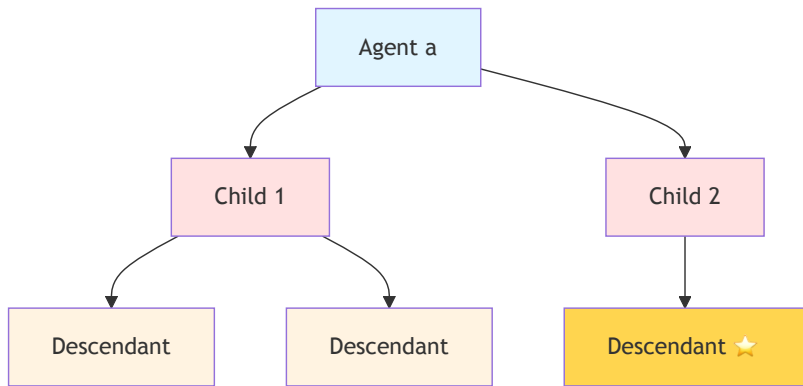 Agent a
Child 1
Child 2
Descendant
Descendant
Descendant ⭐